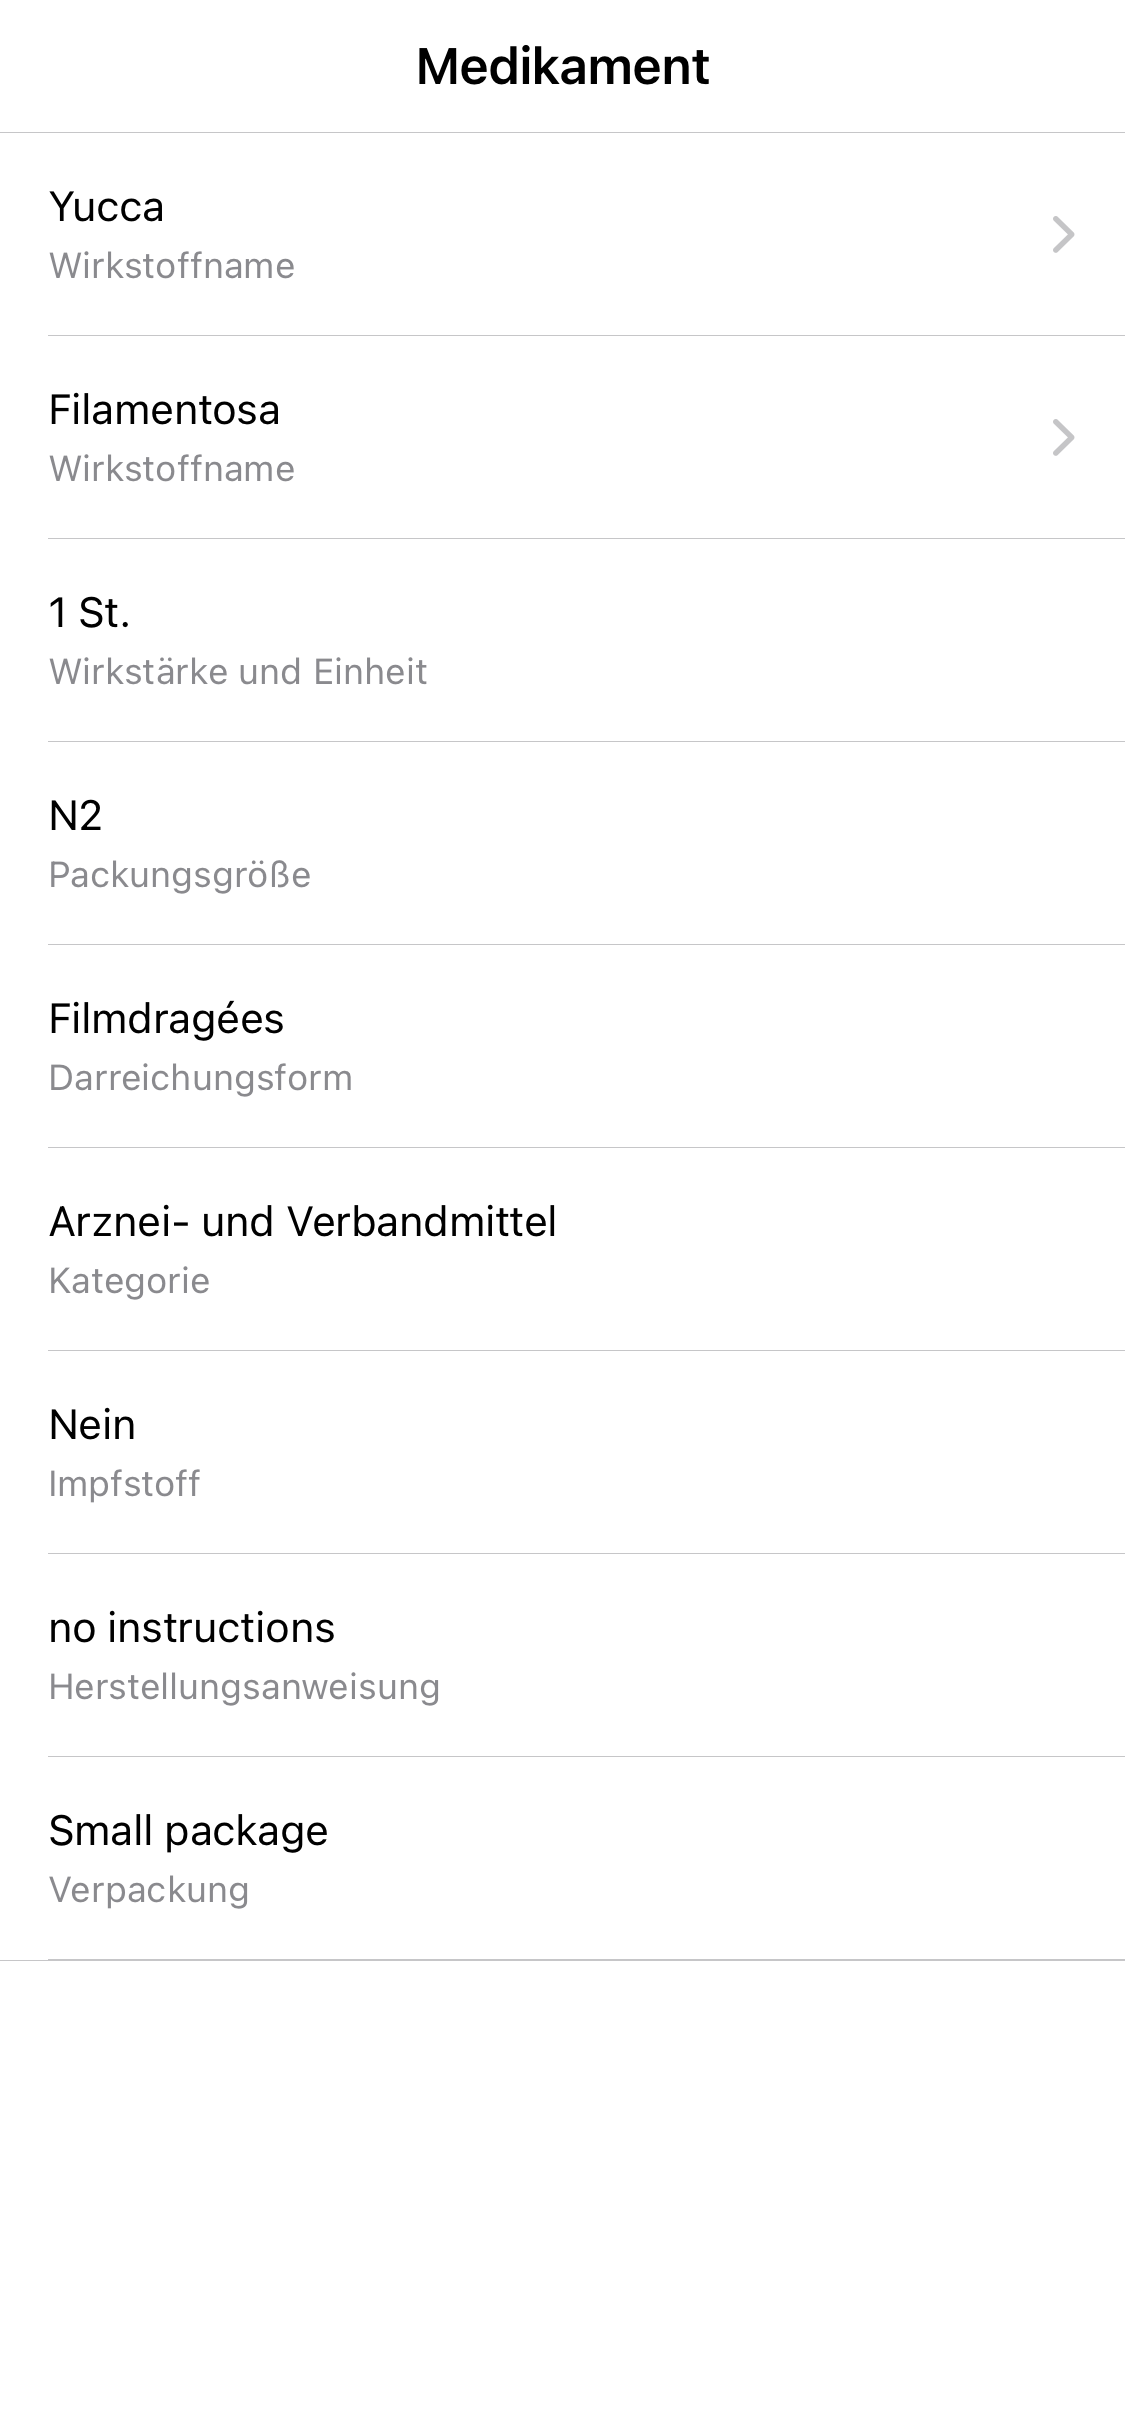 Medikament
Yucca
Wirkstoffname
Filamentosa
Wirkstoffname
1 St.
Wirkstärke und Einheit
N2
Packungsgröße
Filmdragées
Darreichungsform
Arznei- und Verbandmittel
Kategorie
Nein
Impfstoff
no instructions
Herstellungsanweisung
Small package
Verpackung